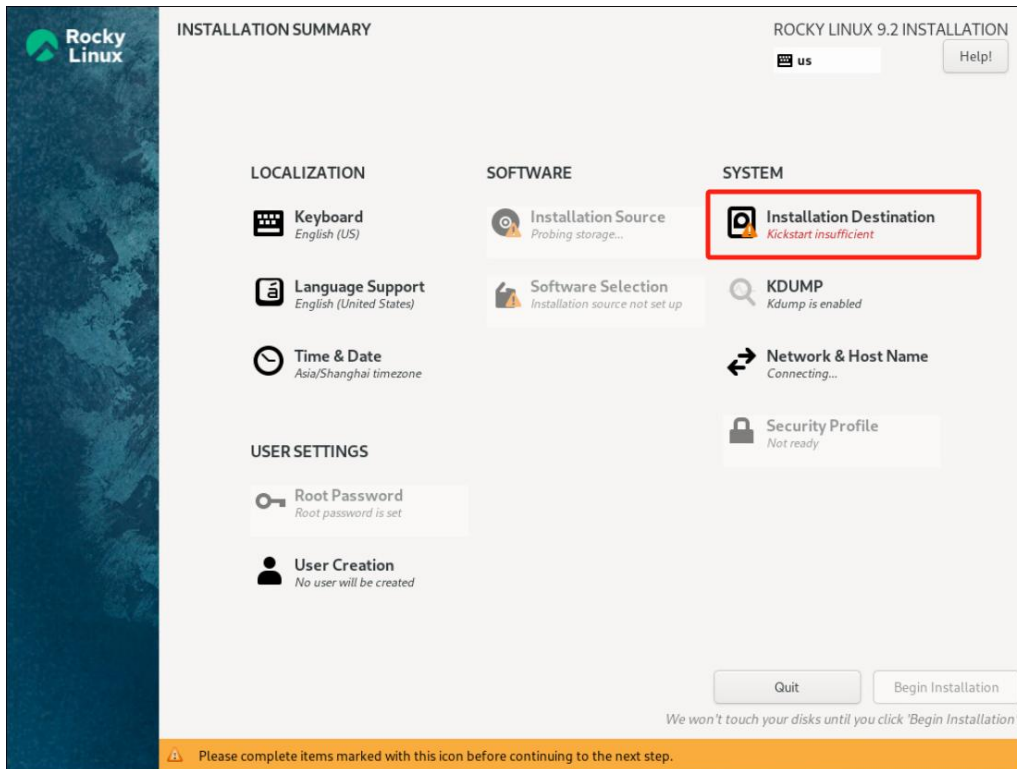 Rocky
Linux
INSTALLATION SUMMARY
ROCKY LINUX 9.2 INSTALLATION
us
Help!
LOCALIZATION
Keyboard
English (US)
Language Support
English (United States)
Time & Date
Asia/Shanghai timezone
SOFTWARE
Installation Source
Probing storage...
Software Selection
Installation source not set up
SYSTEM
Installation Destination
Kickstart insufficient
KDUMP
Kdump is enabled
Network & Host Name
Connecting...
Security Profile
Not ready
USER SETTINGS
Root Password
Root password is set
User Creation
No user will be created
Quit
Begin Installation
We won't touch your disks until you click 'Begin Installation'
Please complete items marked with this icon before continuing to the next step.